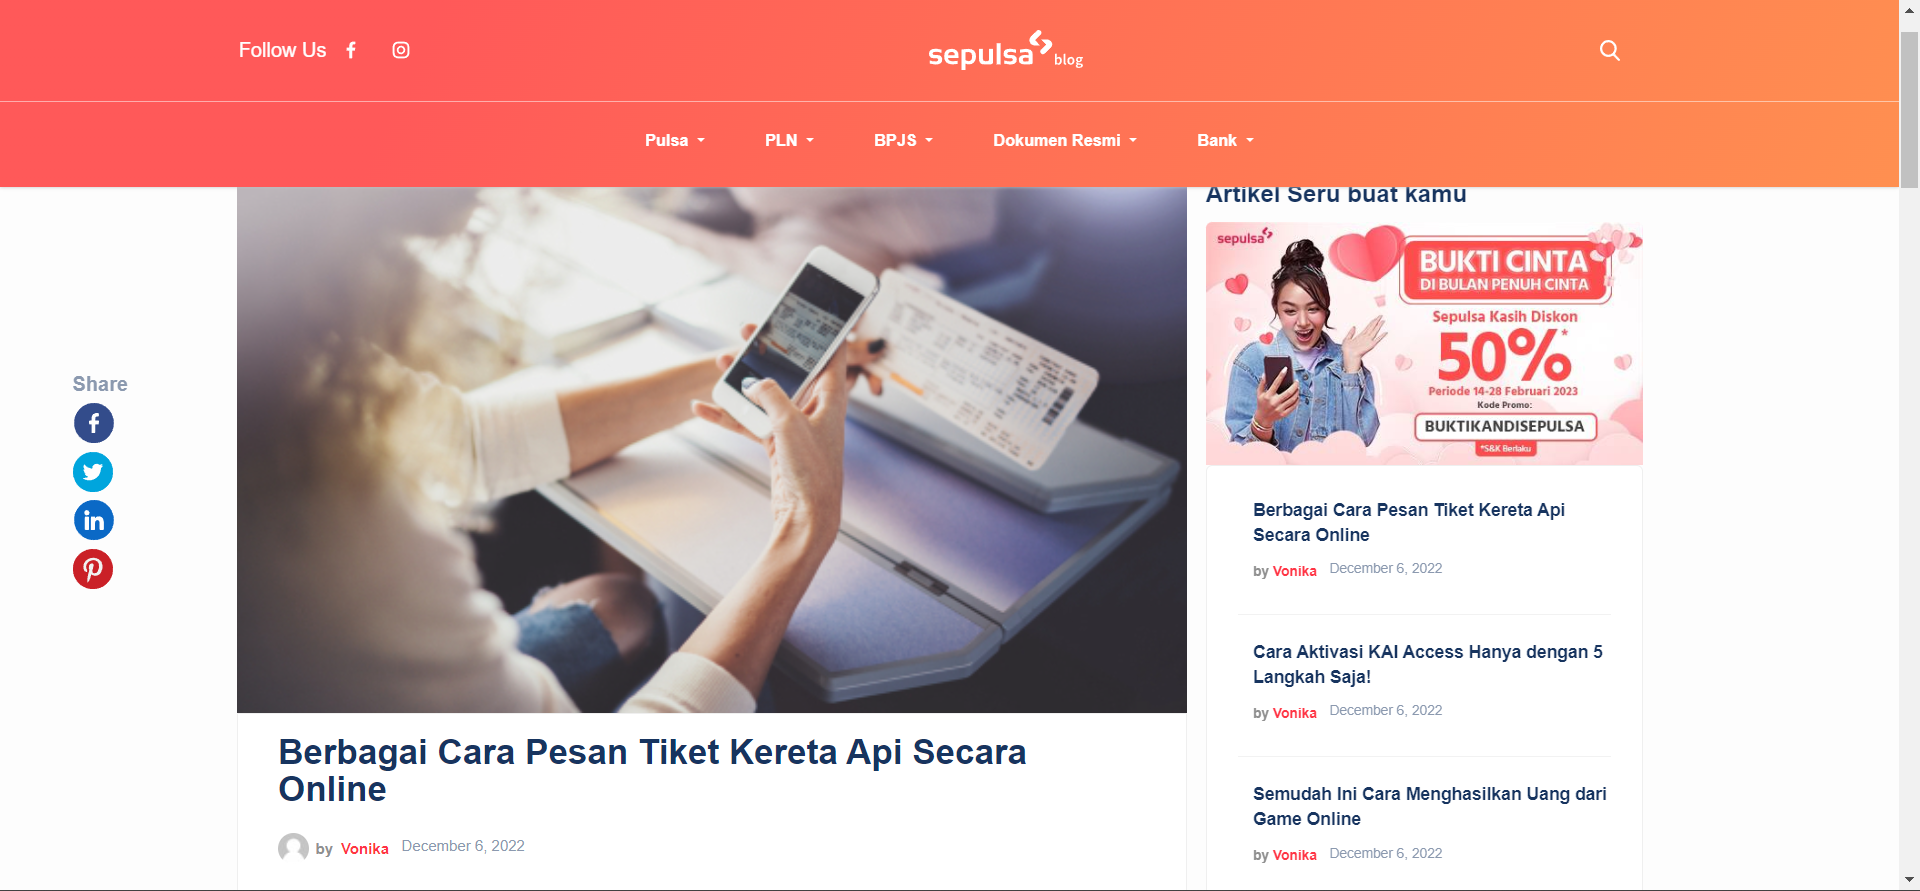 Follow Us
sepulsa blog
Pulsa
PLN
BPJS
Dokumen Resmi
Bank
Share
Berbagai Cara Pesan Tiket Kereta Api Secara
Online
by Vonika December 6, 2022
Artikel Seru buat kamu
sepulsa
BUKTI CINTA
DI BULAN PENUH CINTA
Sepulsa Kasih Diskon
50%*
Periode 14-28 Februari 2023
Kode Promo:
BUKTIKANDISEPULSA
*S&K Berlaku
Berbagai Cara Pesan Tiket Kereta Api
Secara Online
by Vonika December 6, 2022
Cara Aktivasi KAI Access Hanya dengan 5
Langkah Saja!
by Vonika December 6, 2022
Semudah Ini Cara Menghasilkan Uang dari
Game Online
by Vonika December 6, 2022